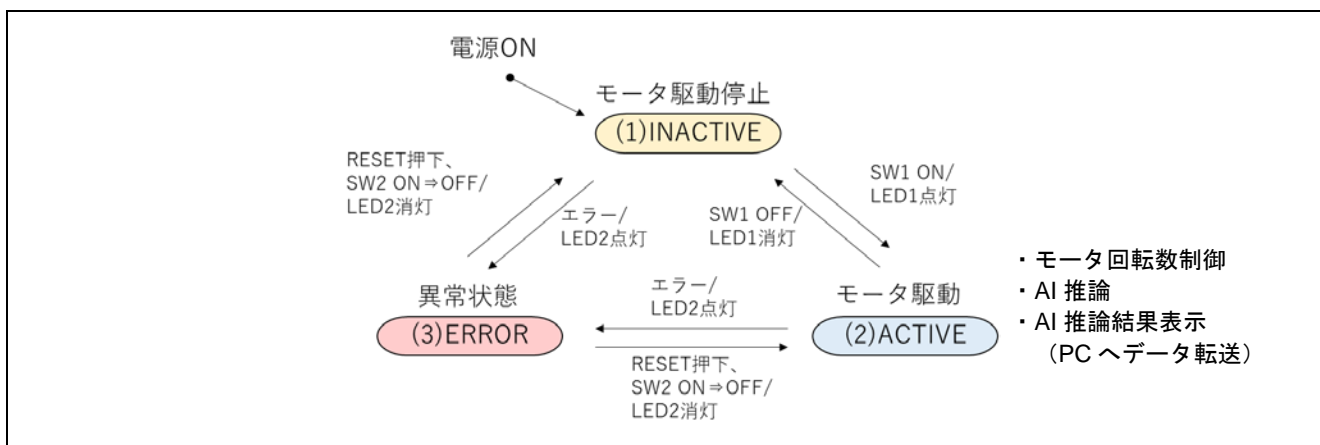 電源ON
モータ駆動停止
(1)INACTIVE
RESET押下、
SW2 ON⇒OFF/
LED2消灯
エラー/
LED2点灯
SW1 OFF/
LED1消灯
SW1 ON/
LED1点灯
異常状態
(3)ERROR
エラー/
LED2点灯
RESET押下、
SW2 ON⇒OFF/
LED2消灯
モータ駆動
(2)ACTIVE
・モータ回転数制御
・AI 推論
・AI 推論結果表示
（PC へデータ転送）